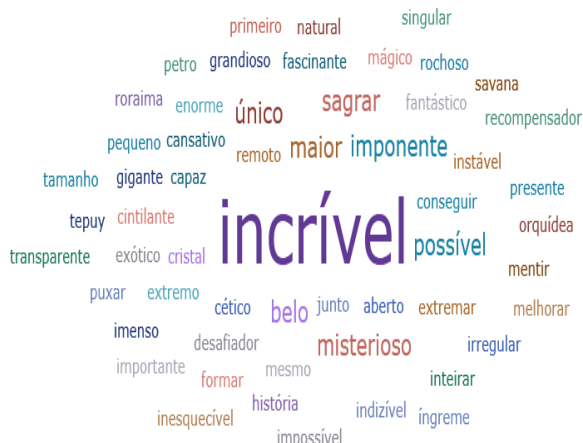 singular
primeiro natural
petro grandioso fascinante mágico rochoso
savana
roraima enorme único sagrar fantástico recompensador
pequeno cansativo remoto maior imponente instável
tamanho gigante capaz conseguir presente
tepuy cintilante incrível possível orquídea
transparente exótico cristal mentir
puxar extremo cético belo junto aberto extremar melhorar
imenso desafiador misterioso irregular
importante formar mesmo inteirar
inesquecível história indizível íngreme
impossível